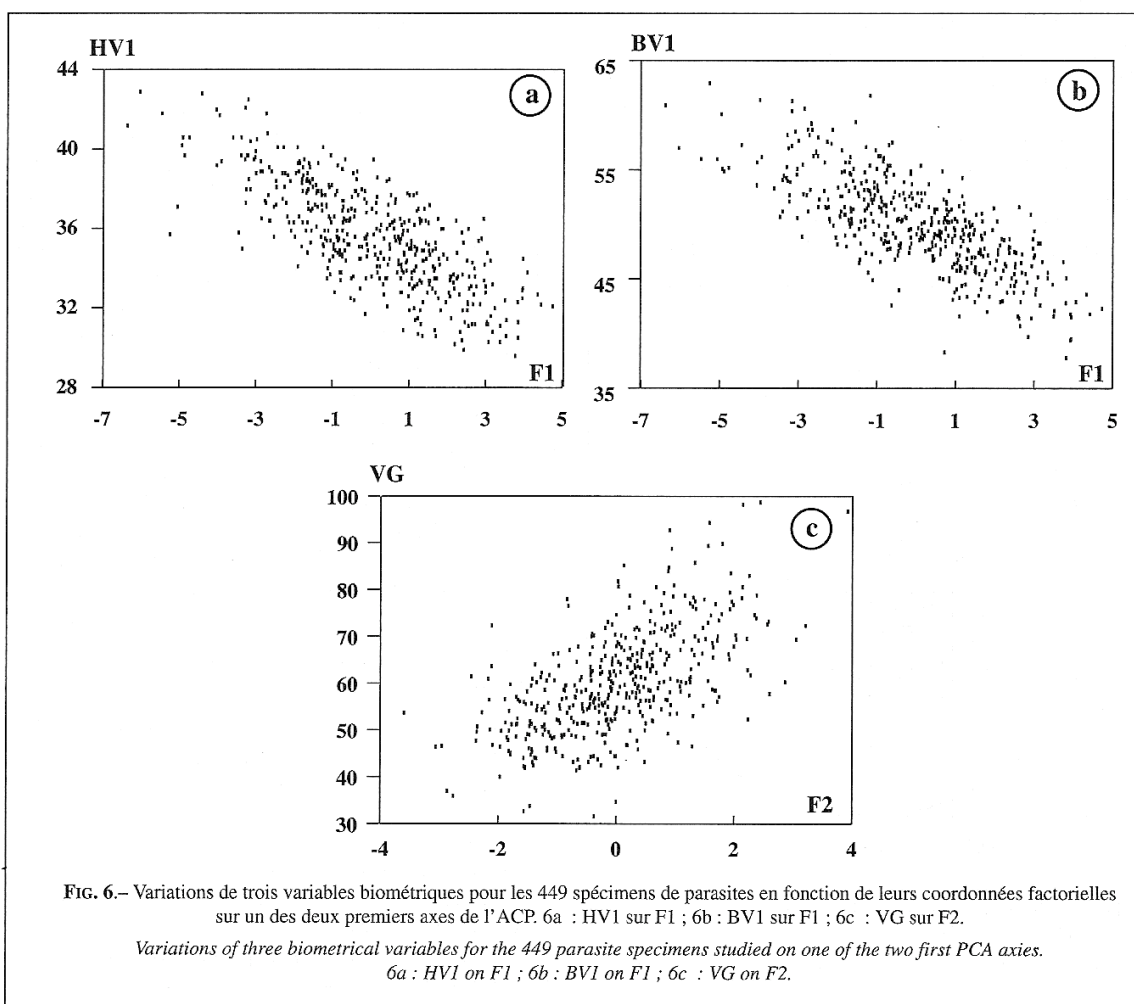 HV1
44
40
36
32
28
a
F1
-7 -5 -3 -1 1 3 5
BV1
65
55
45
35
b
F1
-7 -5 -3 -1 1 3 5
VG
100
90
80
70
60
50
40
30
c
F2
-4 -2 0 2 4
FIG. 6.– Variations de trois variables biométriques pour les 449 spécimens de parasites en fonction de leurs coordonnées factorielles
sur un des deux premiers axes de l'ACP. 6a : HV1 sur F1 ; 6b : BV1 sur F1 ; 6c : VG sur F2.
Variations of three biometrical variables for the 449 parasite specimens studied on one of the two first PCA axies.
6a : HV1 on F1 ; 6b : BV1 on F1 ; 6c : VG on F2.